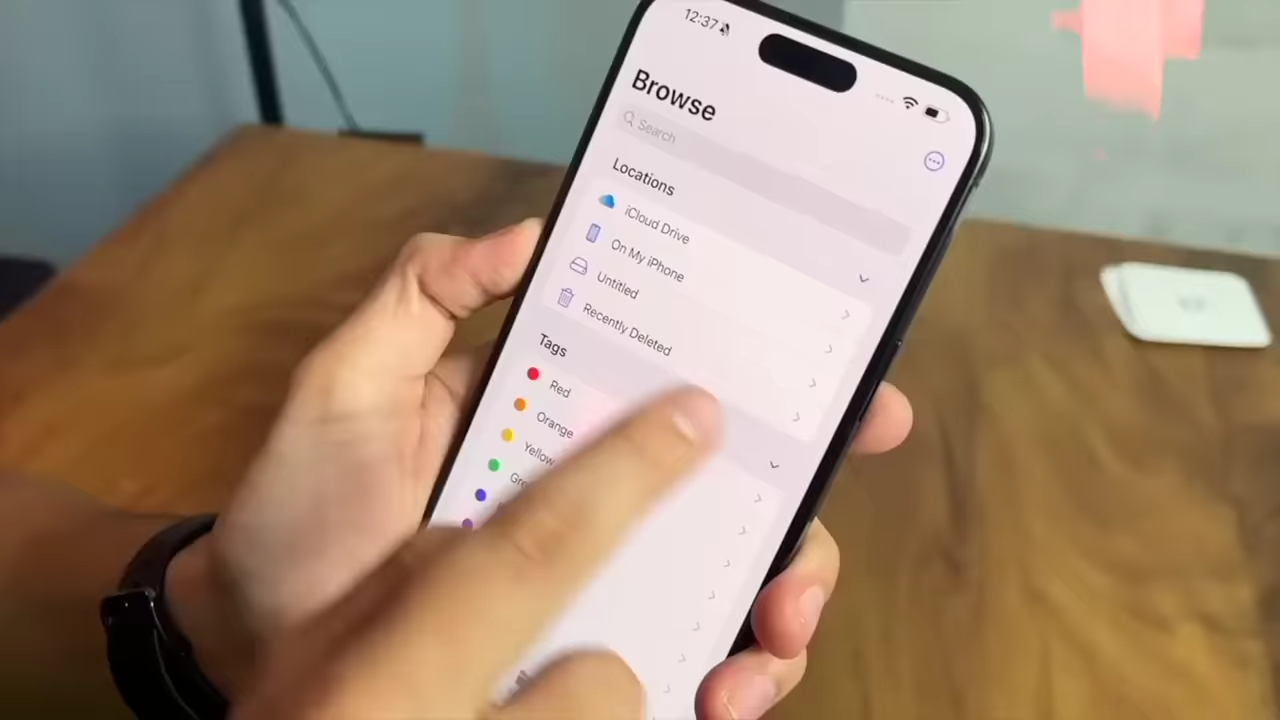 12:37
Browse
Search
Locations
iCloud Drive
On My iPhone
Untitled
Recently Deleted
Tags
Red
Orange
Yellow